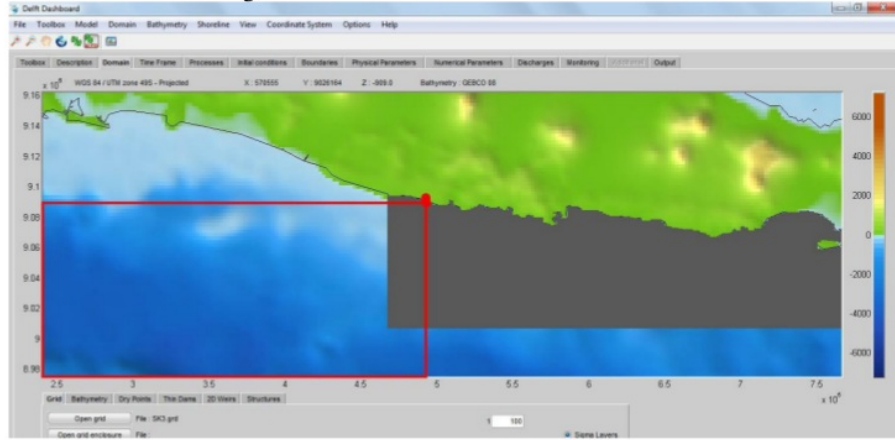 Delft Dashboard
File Toolbox Model Domain Bathymetry Shoreline View Coordinate System Options Help
Toolbox Description Domain Time Frame Processes Initial conditions Boundaries Physical Parameters Numerical Parameters Discharges Monitoring Additional Output
x 10⁶ WGS 84 / UTM zone 49S - Projected X : 578555 Y : 9026164 Z : -989.0 Bathymetry : GEBCO 08
9.16
9.14
9.12
9.1
9.08
9.06
9.04
9.02
9
8.98
6000
4000
2000
0
-2000
-4000
-6000
2.5 3 3.5 4 4.5 5 5.5 6 6.5 7 7.5
x 10⁵
Grid Bathymetry Dry Points Thin Dams 2D Weirs Structures
Open grid File : SK3.grd 1 100
Open grid enclosure File : Sigma Layers